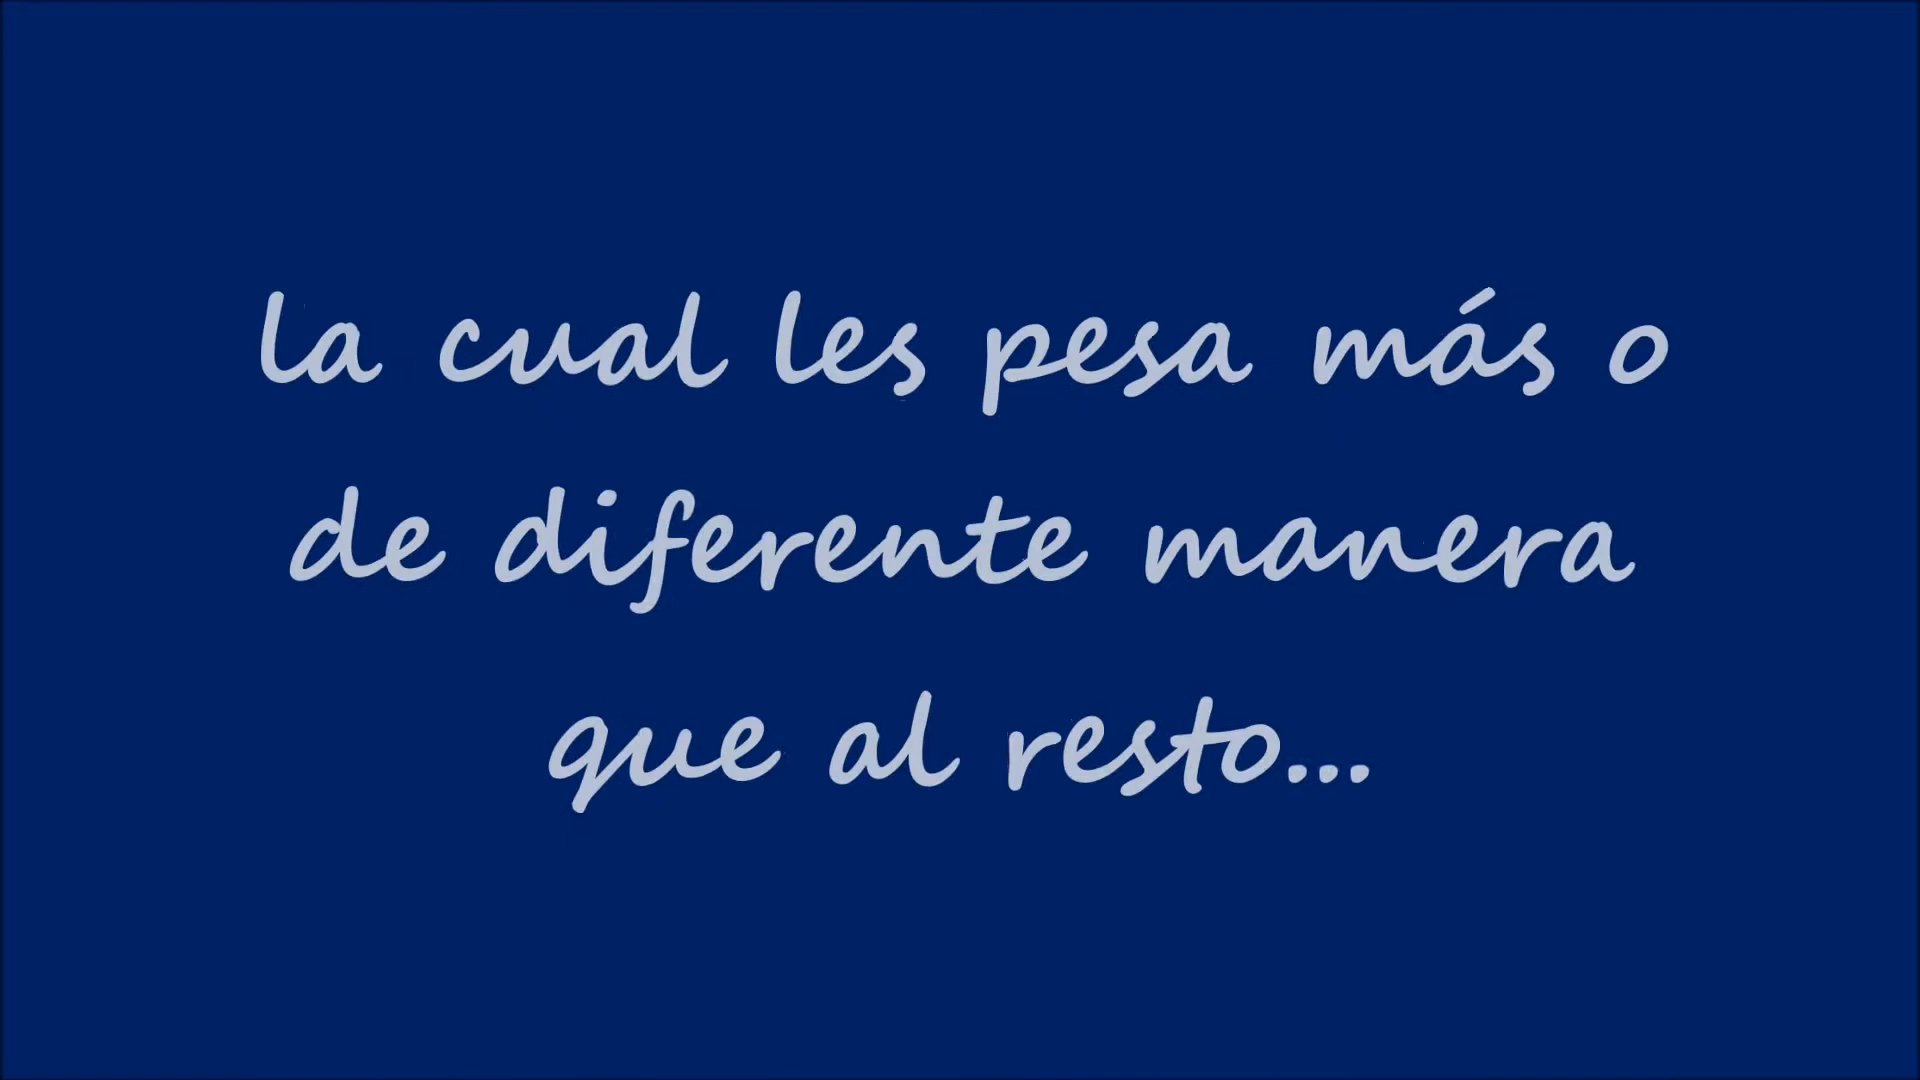 la cual les pesa más o
de diferente manera
que al resto...